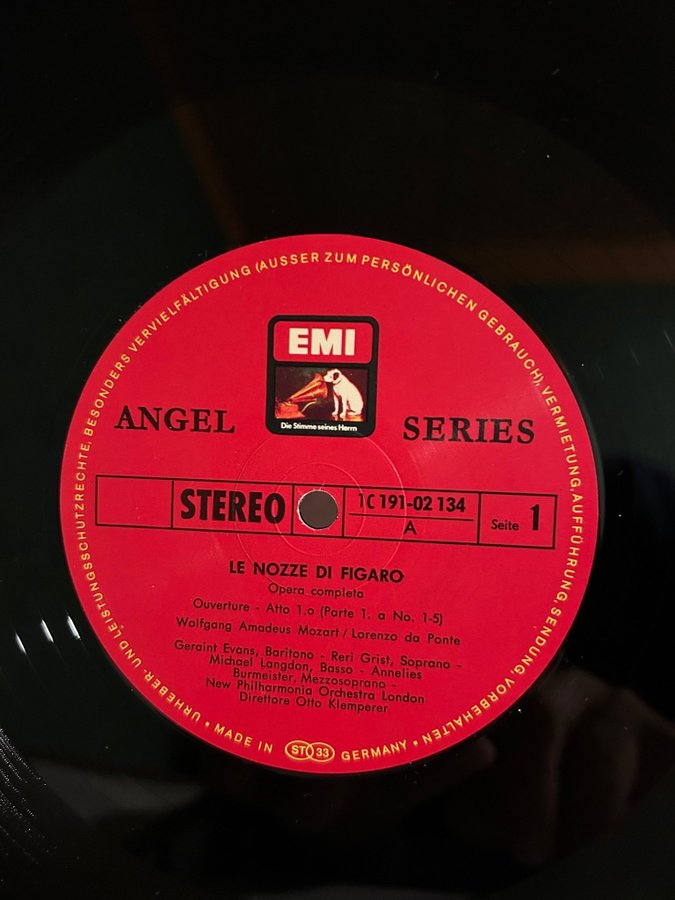 URHEBER- UND LEISTUNGSSCHUTZRECHTE, BESONDERS VERVIELFÄLTIGUNG (AUSSER ZUM PERSÖNLICHEN GEBRAUCH), VERMIETUNG, AUFFÜHRUNG, SENDUNG, VORBEHALTEN •
EMI
Die Stimme seines Herrn
ANGEL SERIES
STEREO 1C 191-02 134 Seite 1
A
LE NOZZE DI FIGARO
Opera completa
Ouverture - Atto 1.o (Parte 1. a No. 1-5)
Wolfgang Amadeus Mozart / Lorenzo da Ponte
Geraint Evans, Baritono - Reri Grist, Soprano -
Michael Langdon, Basso - Annelies
Burmeister, Mezzosoprano -
New Philharmonia Orchestra London
Direttore Otto Klemperer
• MADE IN ST 33 GERMANY •